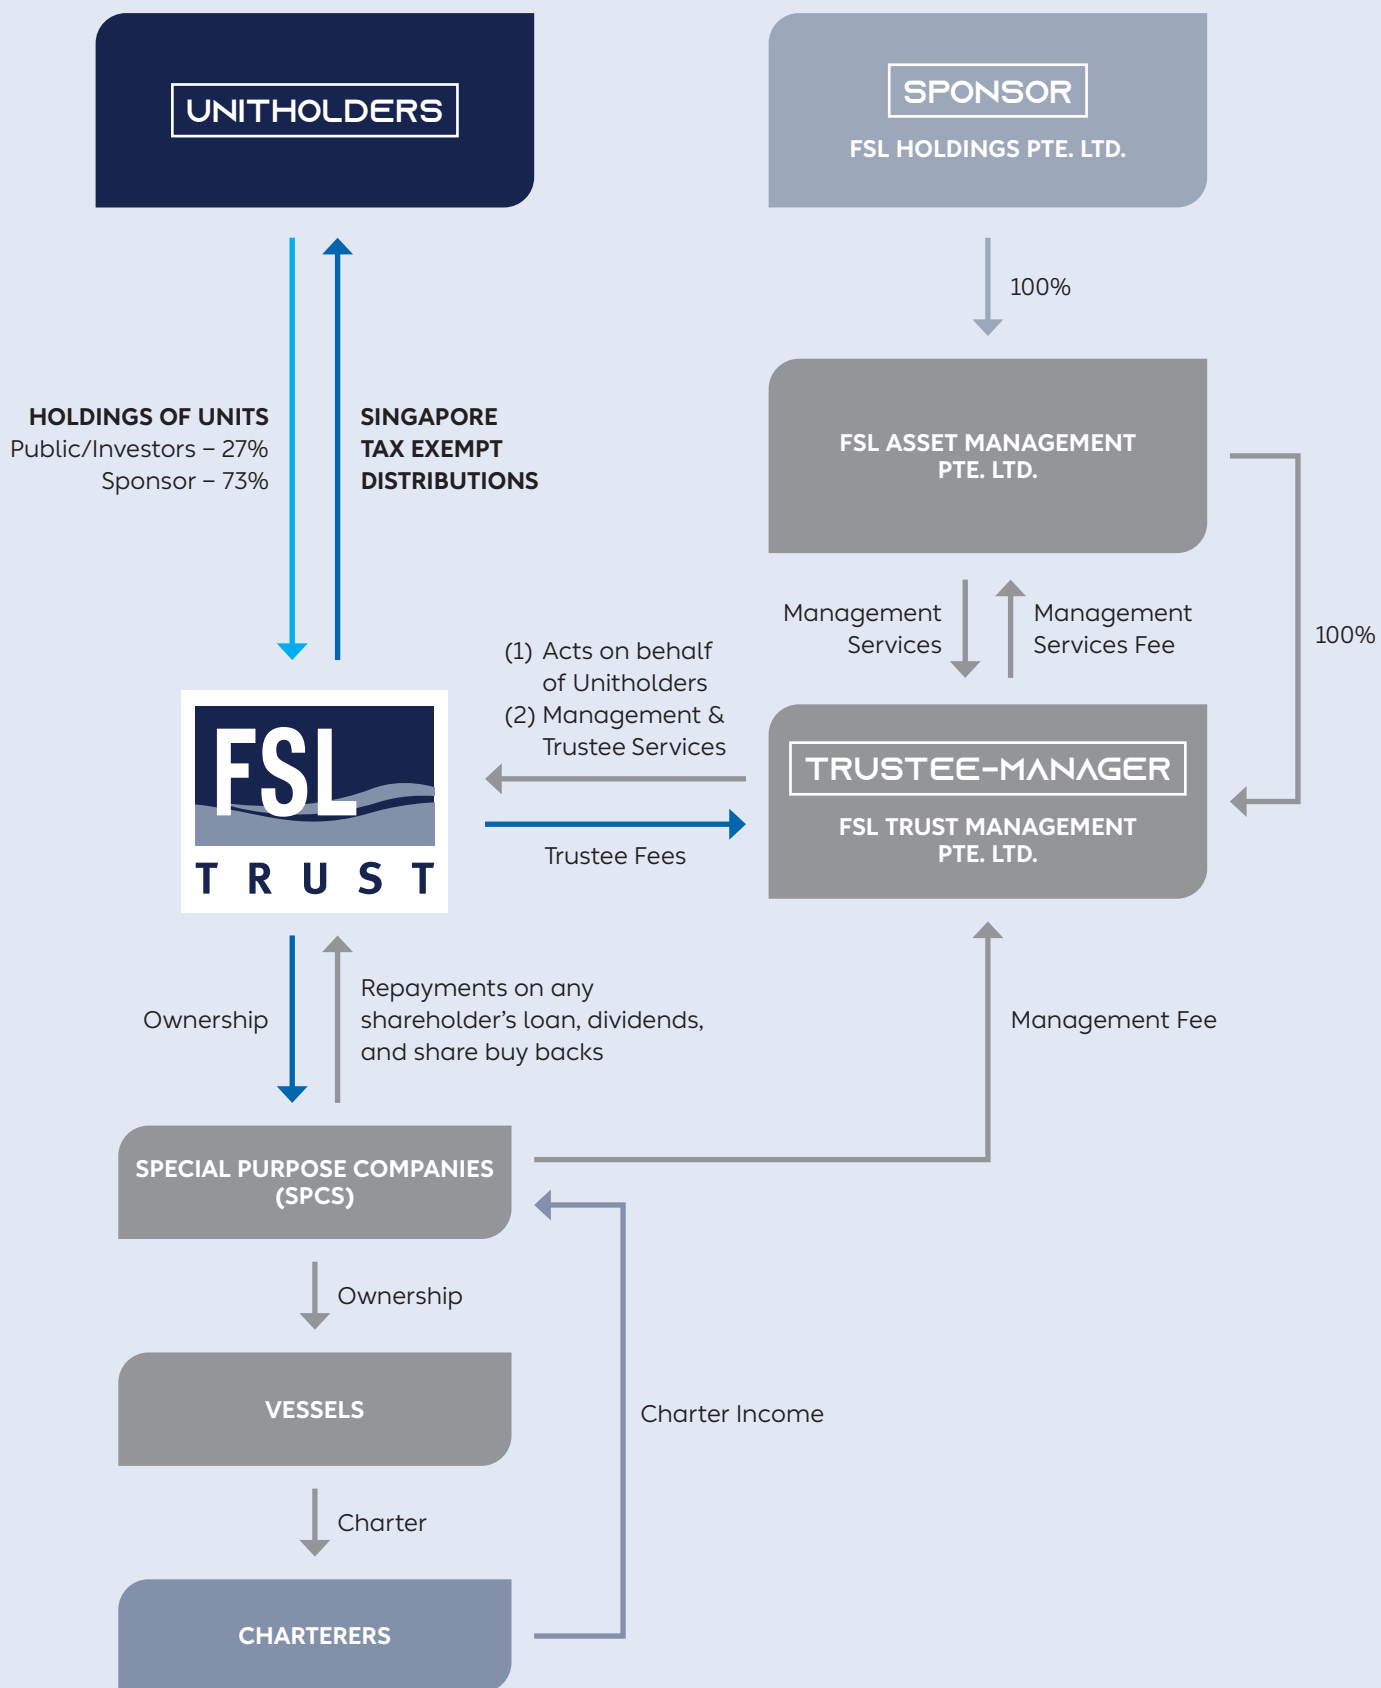 UNITHOLDERS
SPONSOR
FSL HOLDINGS PTE. LTD.
100%
HOLDINGS OF UNITS
Public/Investors – 27%
Sponsor – 73%
SINGAPORE
TAX EXEMPT
DISTRIBUTIONS
FSL ASSET MANAGEMENT
PTE. LTD.
Management
Services
Management
Services Fee
100%
(1) Acts on behalf
of Unitholders
(2) Management &
Trustee Services
FSL
TRUST
Trustee Fees
TRUSTEE-MANAGER
FSL TRUST MANAGEMENT
PTE. LTD.
Ownership
Repayments on any
shareholder’s loan, dividends,
and share buy backs
Management Fee
SPECIAL PURPOSE COMPANIES
(SPCS)
Ownership
VESSELS
Charter Income
Charter
CHARTERERS